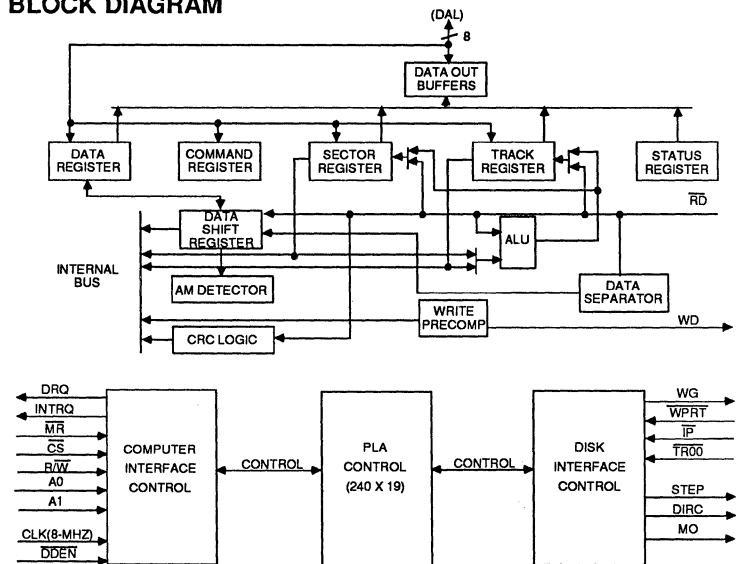 BLOCK DIAGRAM
(DAL)
8
DATA OUT
BUFFERS
DATA
REGISTER
COMMAND
REGISTER
SECTOR
REGISTER
TRACK
REGISTER
STATUS
REGISTER
RD
DATA
SHIFT
REGISTER
ALU
INTERNAL
BUS
AM DETECTOR
DATA
SEPARATOR
WRITE
PRECOMP
WD
CRC LOGIC
DRQ
INTRQ
MR
CS
R/W
A0
A1
CLK(8-MHZ)
DDEN
COMPUTER
INTERFACE
CONTROL
CONTROL
PLA
CONTROL
(240 X 19)
CONTROL
DISK
INTERFACE
CONTROL
WG
WPRT
IP
TR00
STEP
DIRC
MO